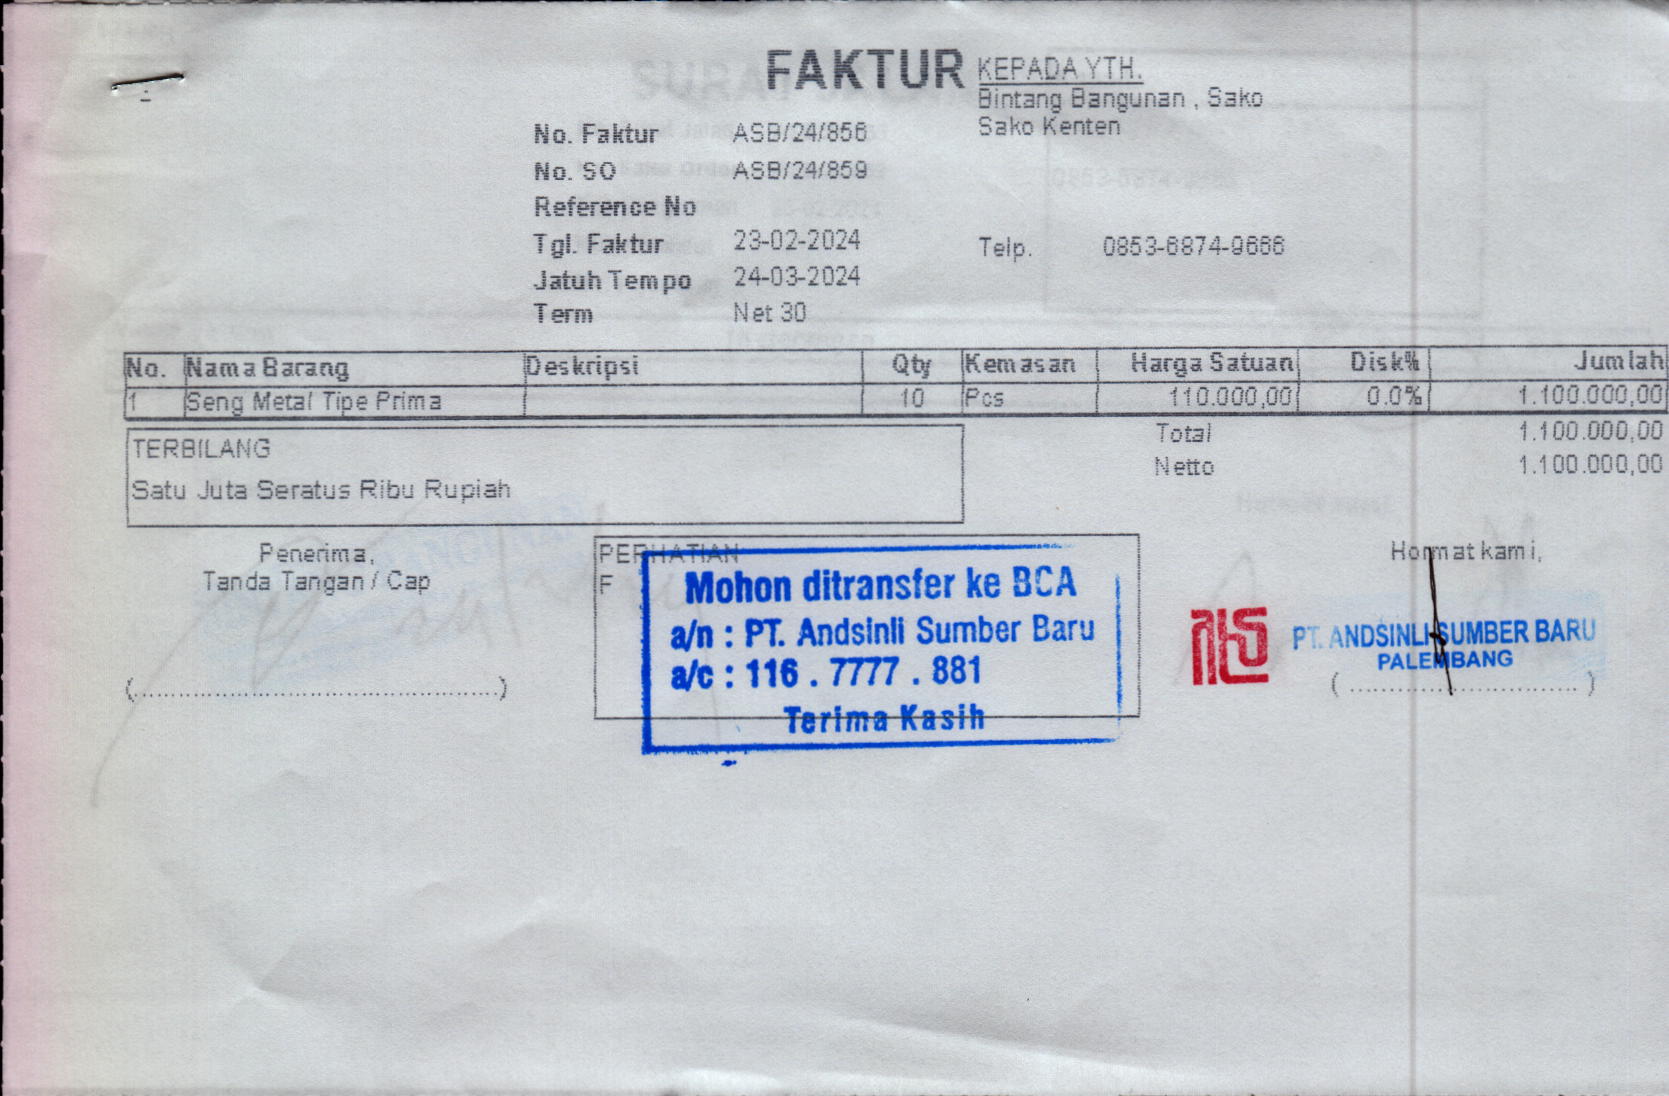 FAKTUR
KEPADA YTH.
Bintang Bangunan , Sako
Sako Kenten
No. Faktur ASB/24/856
No. SO ASB/24/859
Reference No
Tgl. Faktur 23-02-2024
Telp. 0853-6874-9666
Jatuh Tempo 24-03-2024
Term Net 30
No. Nama Barang Deskripsi Qty Kemasan Harga Satuan Disk% Jumlah
1 Seng Metal Tipe Prima 10 Pcs 110.000,00 0.0% 1.100.000,00
Total 1.100.000,00
Netto 1.100.000,00
TERBILANG
Satu Juta Seratus Ribu Rupiah
Penerima,
Tanda Tangan / Cap
(..........................................)
PERHATIAN
F
Mohon ditransfer ke BCA
a/n : PT. Andsinli Sumber Baru
a/c : 116 . 7777 . 881
Terima Kasih
Hormat kami,
PT. ANDSINLI SUMBER BARU
PALEMBANG
( .............................. )